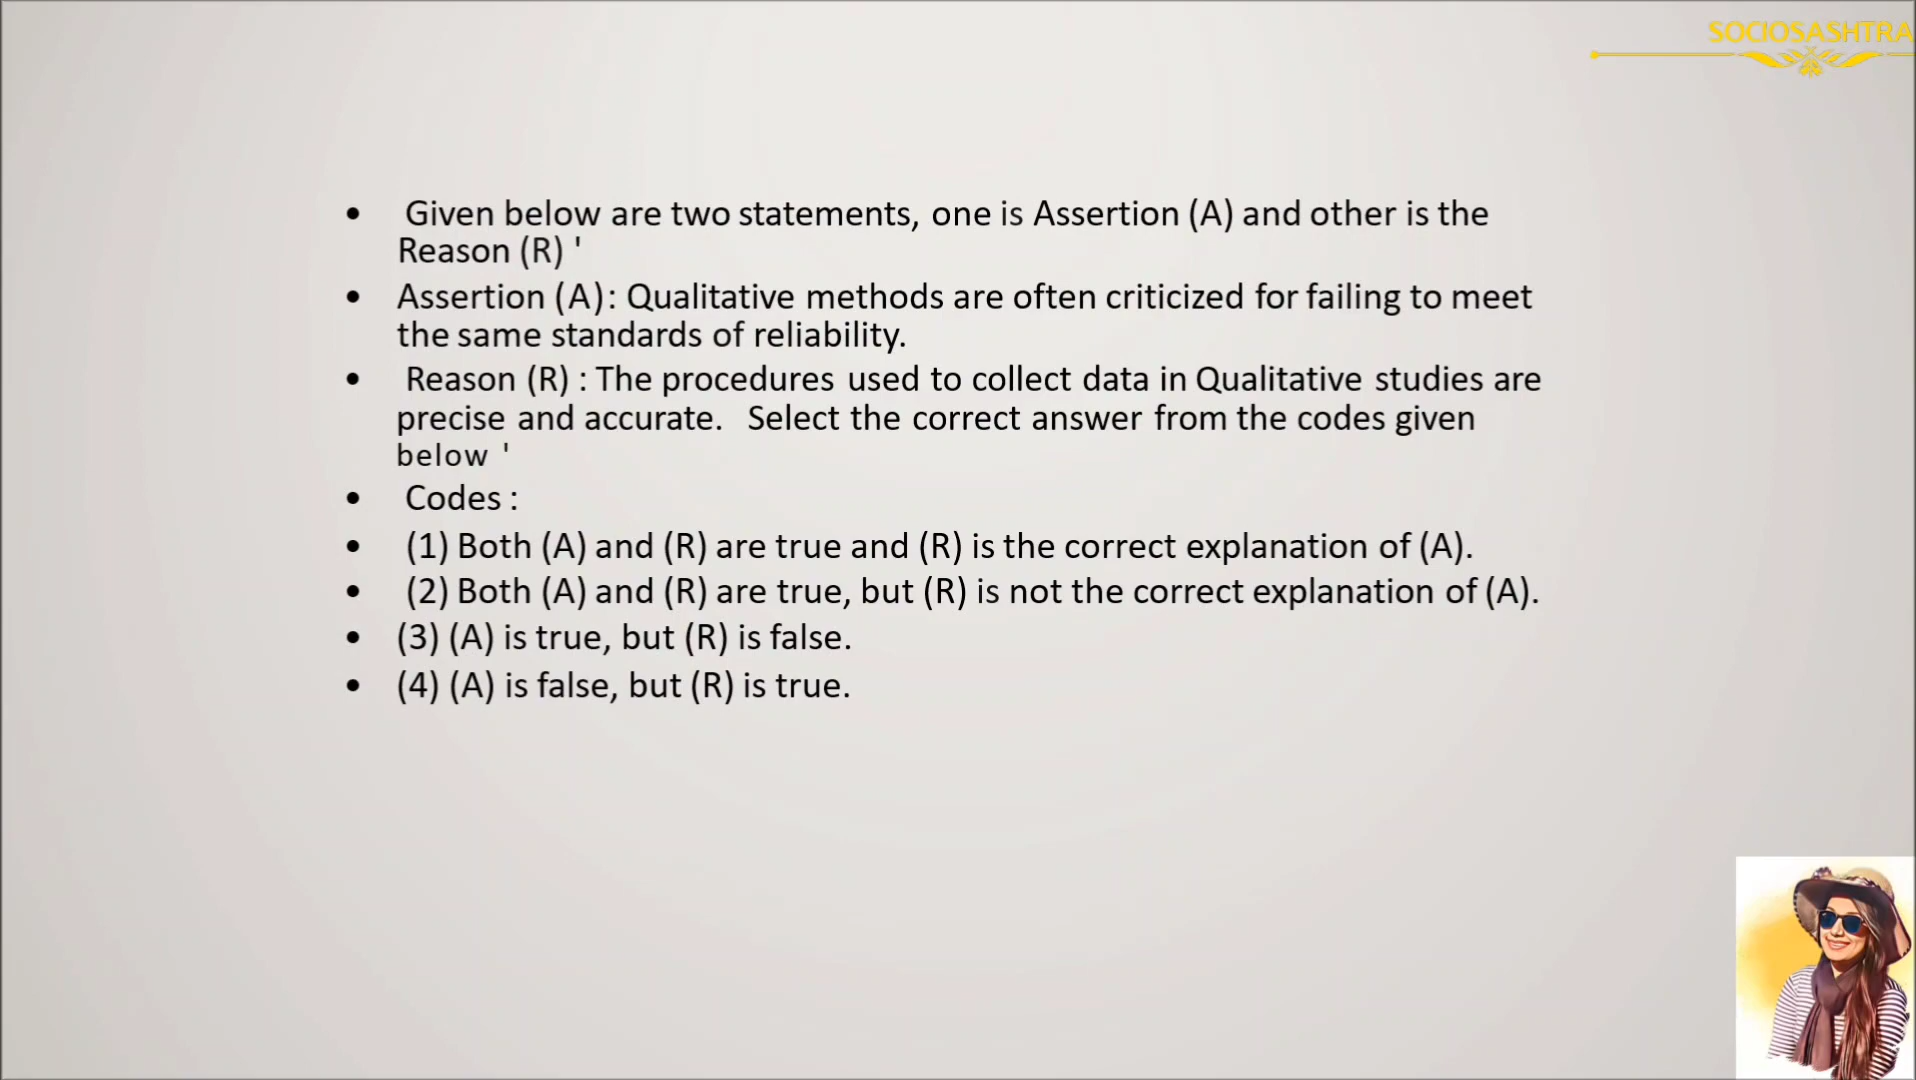 SOCIOSASHTRA
• Given below are two statements, one is Assertion (A) and other is the
Reason (R) '
• Assertion (A): Qualitative methods are often criticized for failing to meet
the same standards of reliability.
• Reason (R) : The procedures used to collect data in Qualitative studies are
precise and accurate. Select the correct answer from the codes given
below '
• Codes :
• (1) Both (A) and (R) are true and (R) is the correct explanation of (A).
• (2) Both (A) and (R) are true, but (R) is not the correct explanation of (A).
• (3) (A) is true, but (R) is false.
• (4) (A) is false, but (R) is true.